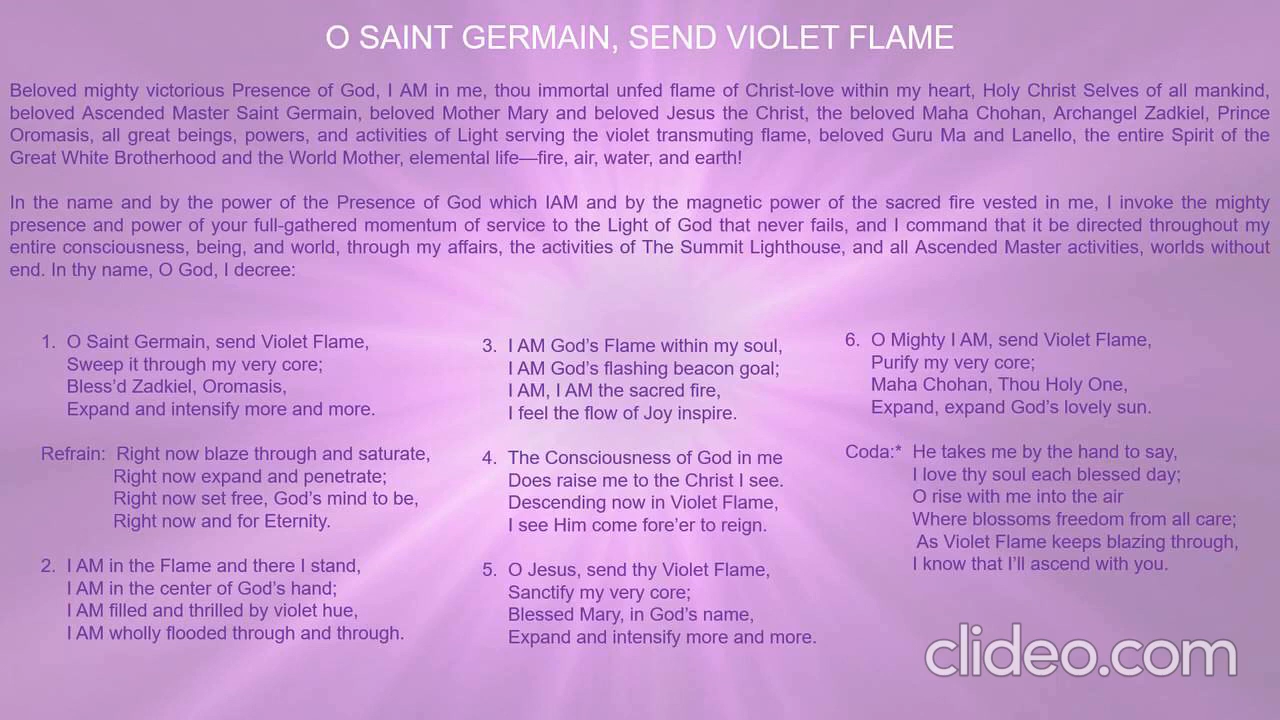 O SAINT GERMAIN, SEND VIOLET FLAME
Beloved mighty victorious Presence of God, I AM in me, thou immortal unfed flame of Christ-love within my heart, Holy Christ Selves of all mankind,
beloved Ascended Master Saint Germain, beloved Mother Mary and beloved Jesus the Christ, the beloved Maha Chohan, Archangel Zadkiel, Prince
Oromasis, all great beings, powers, and activities of Light serving the violet transmuting flame, beloved Guru Ma and Lanello, the entire Spirit of the
Great White Brotherhood and the World Mother, elemental life—fire, air, water, and earth!
In the name and by the power of the Presence of God which IAM and by the magnetic power of the sacred fire vested in me, I invoke the mighty
presence and power of your full-gathered momentum of service to the Light of God that never fails, and I command that it be directed throughout my
entire consciousness, being, and world, through my affairs, the activities of The Summit Lighthouse, and all Ascended Master activities, worlds without
end. In thy name, O God, I decree:
1. O Saint Germain, send Violet Flame,
Sweep it through my very core;
Bless'd Zadkiel, Oromasis,
Expand and intensify more and more.
Refrain: Right now blaze through and saturate,
Right now expand and penetrate;
Right now set free, God's mind to be,
Right now and for Eternity.
2. I AM in the Flame and there I stand,
I AM in the center of God's hand;
I AM filled and thrilled by violet hue,
I AM wholly flooded through and through.
3. I AM God's Flame within my soul,
I AM God's flashing beacon goal;
I AM, I AM the sacred fire,
I feel the flow of Joy inspire.
4. The Consciousness of God in me
Does raise me to the Christ I see.
Descending now in Violet Flame,
I see Him come fore'er to reign.
5. O Jesus, send thy Violet Flame,
Sanctify my very core;
Blessed Mary, in God's name,
Expand and intensify more and more.
6. O Mighty I AM, send Violet Flame,
Purify my very core;
Maha Chohan, Thou Holy One,
Expand, expand God's lovely sun.
Coda:* He takes me by the hand to say,
I love thy soul each blessed day;
O rise with me into the air
Where blossoms freedom from all care;
As Violet Flame keeps blazing through,
I know that I'll ascend with you.
clideo.com